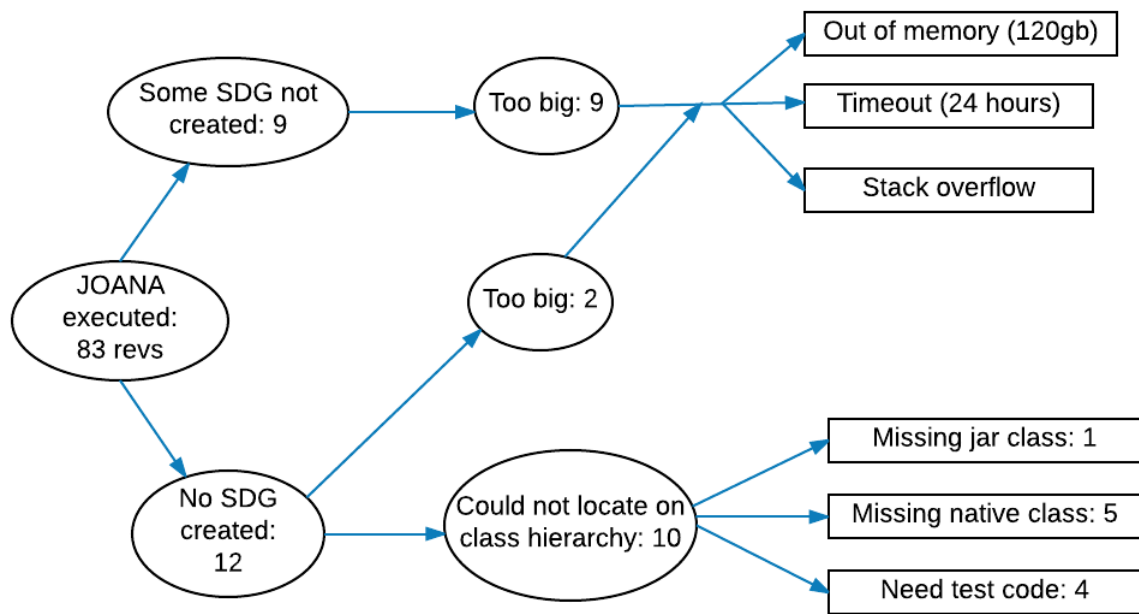 Some SDG not
created: 9
Too big: 9
Out of memory (120gb)
Timeout (24 hours)
Stack overflow
JOANA
executed:
83 revs
Too big: 2
No SDG
created:
12
Could not locate on
class hierarchy: 10
Missing jar class: 1
Missing native class: 5
Need test code: 4